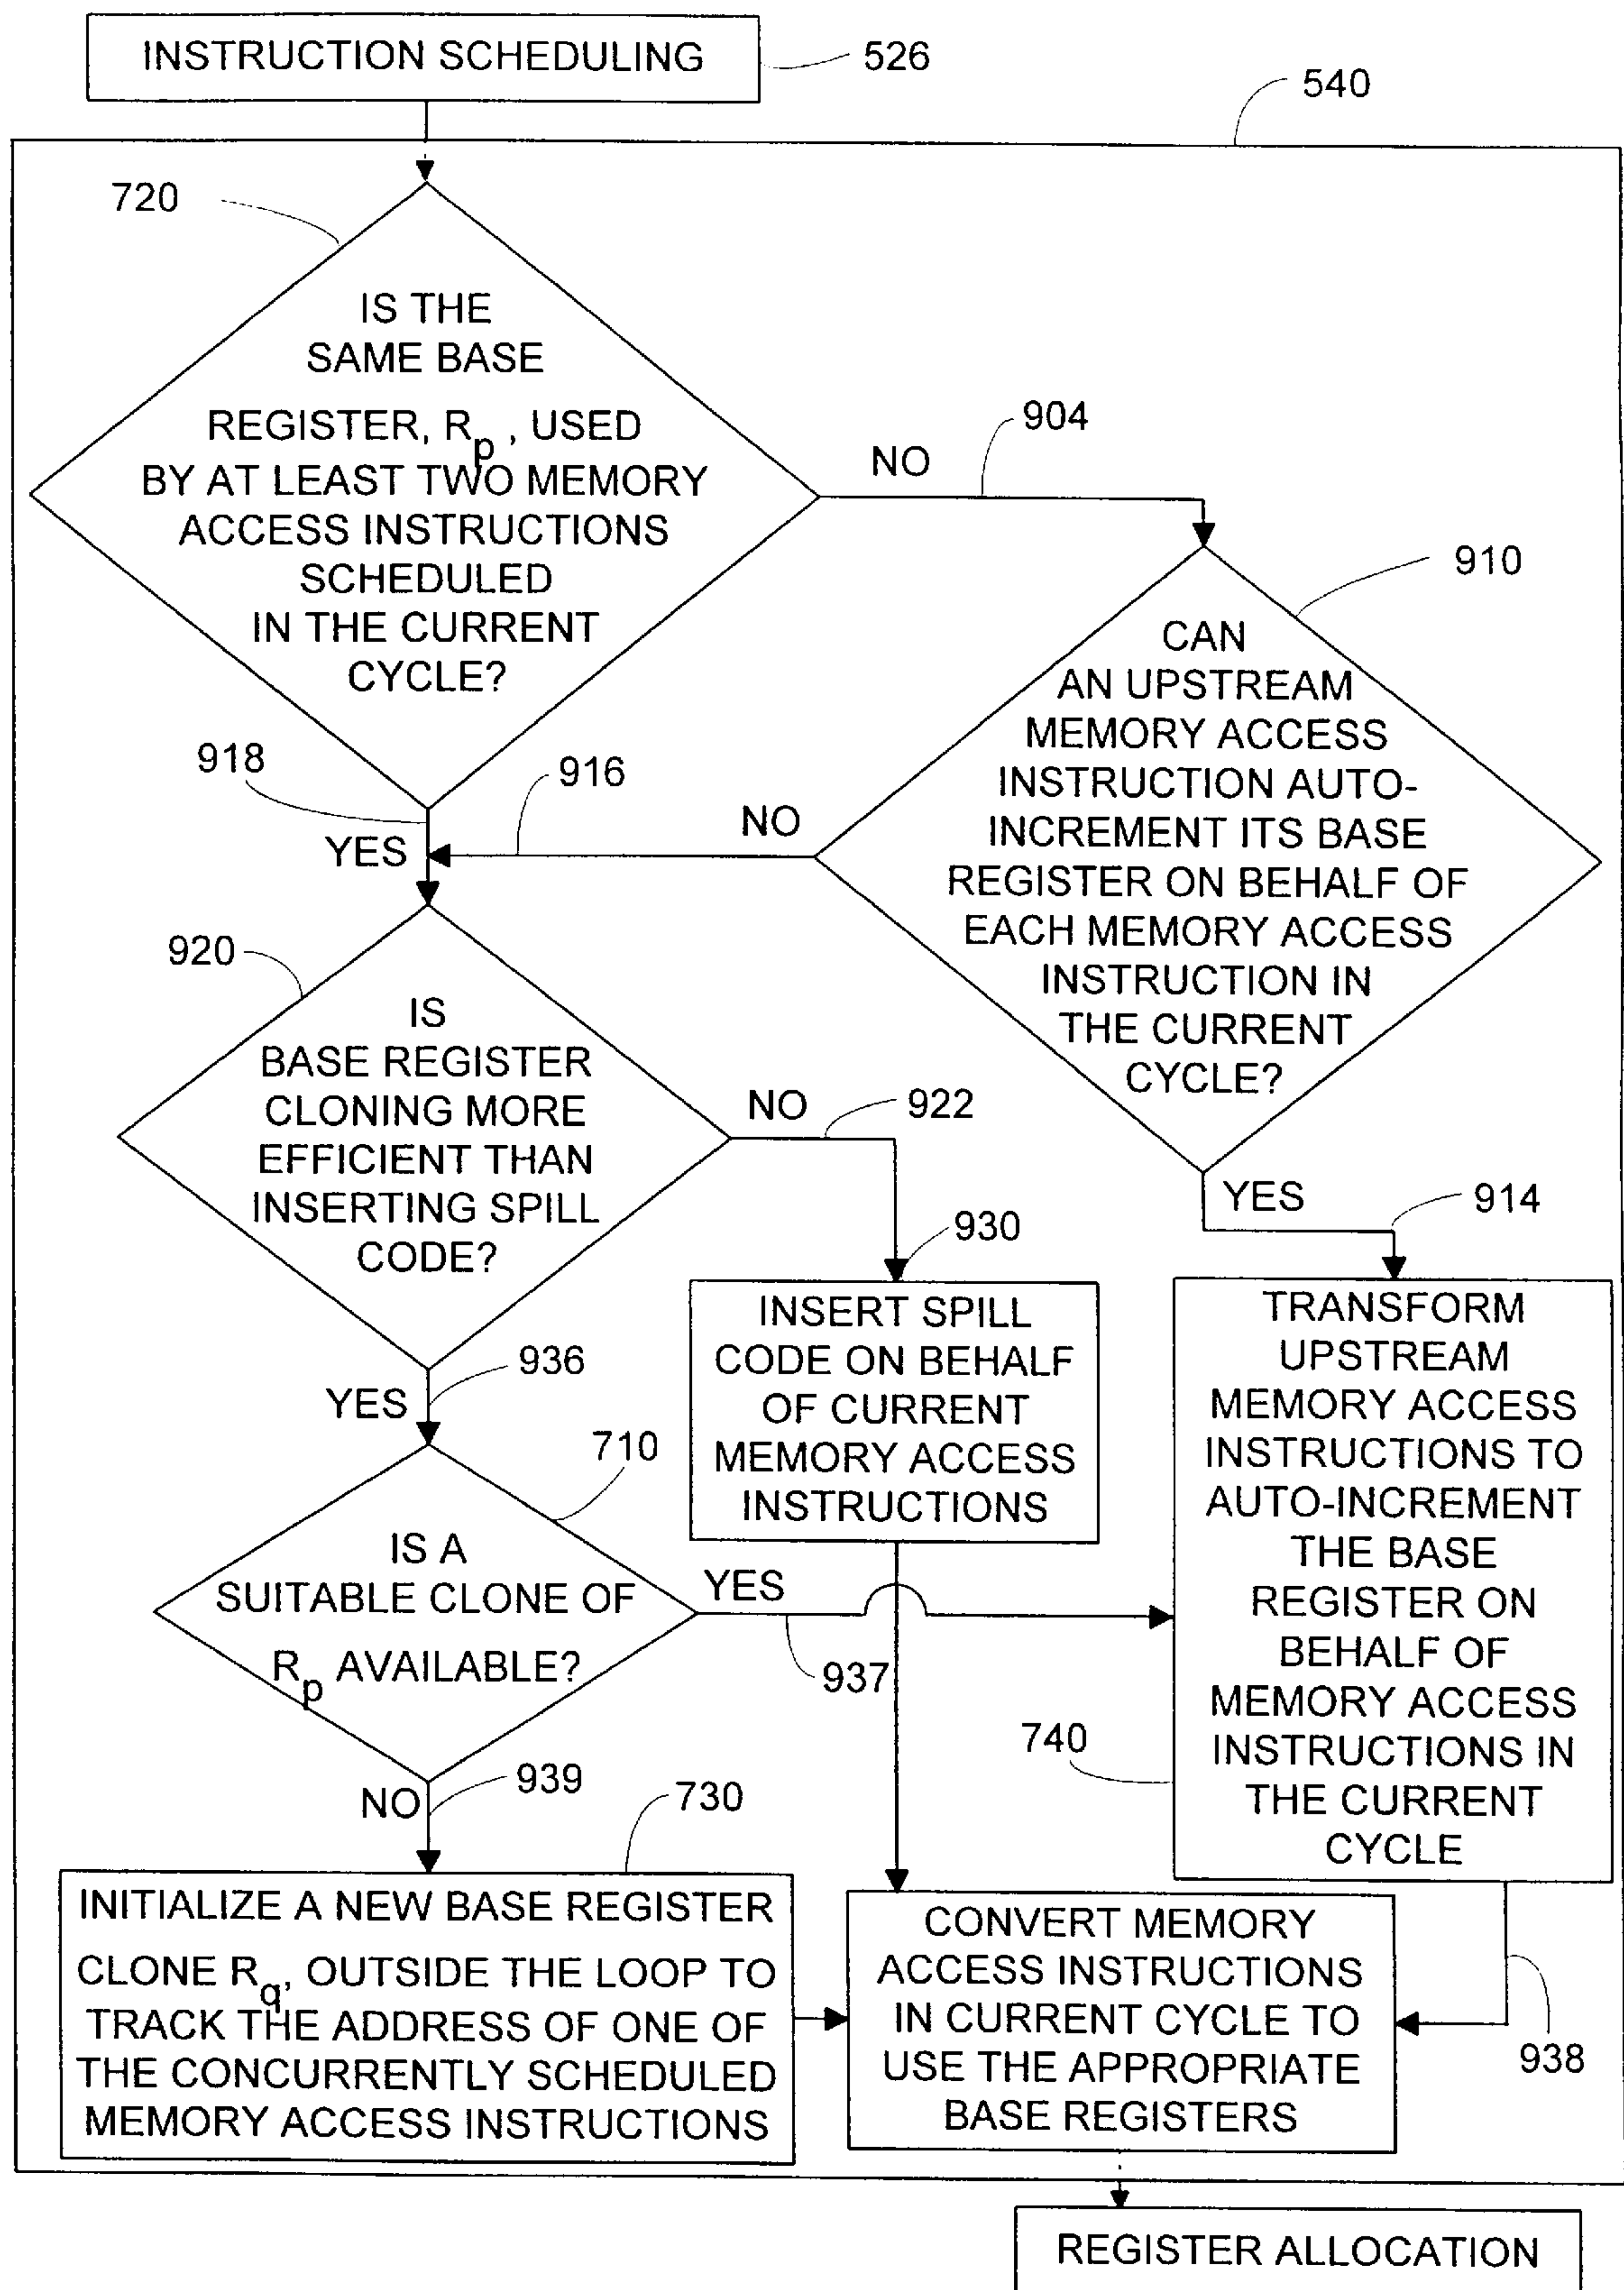 INSTRUCTION SCHEDULING
526
540
720
IS THE
SAME BASE
REGISTER, Rp , USED
BY AT LEAST TWO MEMORY
ACCESS INSTRUCTIONS
SCHEDULED
IN THE CURRENT
CYCLE?
NO
904
910
CAN
AN UPSTREAM
MEMORY ACCESS
INSTRUCTION AUTO-
INCREMENT ITS BASE
REGISTER ON BEHALF OF
EACH MEMORY ACCESS
INSTRUCTION IN
THE CURRENT
CYCLE?
918
916
YES
NO
920
IS
BASE REGISTER
CLONING MORE
EFFICIENT THAN
INSERTING SPILL
CODE?
NO
922
YES
914
930
INSERT SPILL
CODE ON BEHALF
OF CURRENT
MEMORY ACCESS
INSTRUCTIONS
TRANSFORM
UPSTREAM
MEMORY ACCESS
INSTRUCTIONS TO
AUTO-INCREMENT
THE BASE
REGISTER ON
BEHALF OF
MEMORY ACCESS
INSTRUCTIONS IN
THE CURRENT
CYCLE
936
YES
710
IS A
SUITABLE CLONE OF
Rp AVAILABLE?
YES
937
740
939
NO
730
INITIALIZE A NEW BASE REGISTER
CLONE Rq, OUTSIDE THE LOOP TO
TRACK THE ADDRESS OF ONE OF
THE CONCURRENTLY SCHEDULED
MEMORY ACCESS INSTRUCTIONS
CONVERT MEMORY
ACCESS INSTRUCTIONS
IN CURRENT CYCLE TO
USE THE APPROPRIATE
BASE REGISTERS
938
REGISTER ALLOCATION